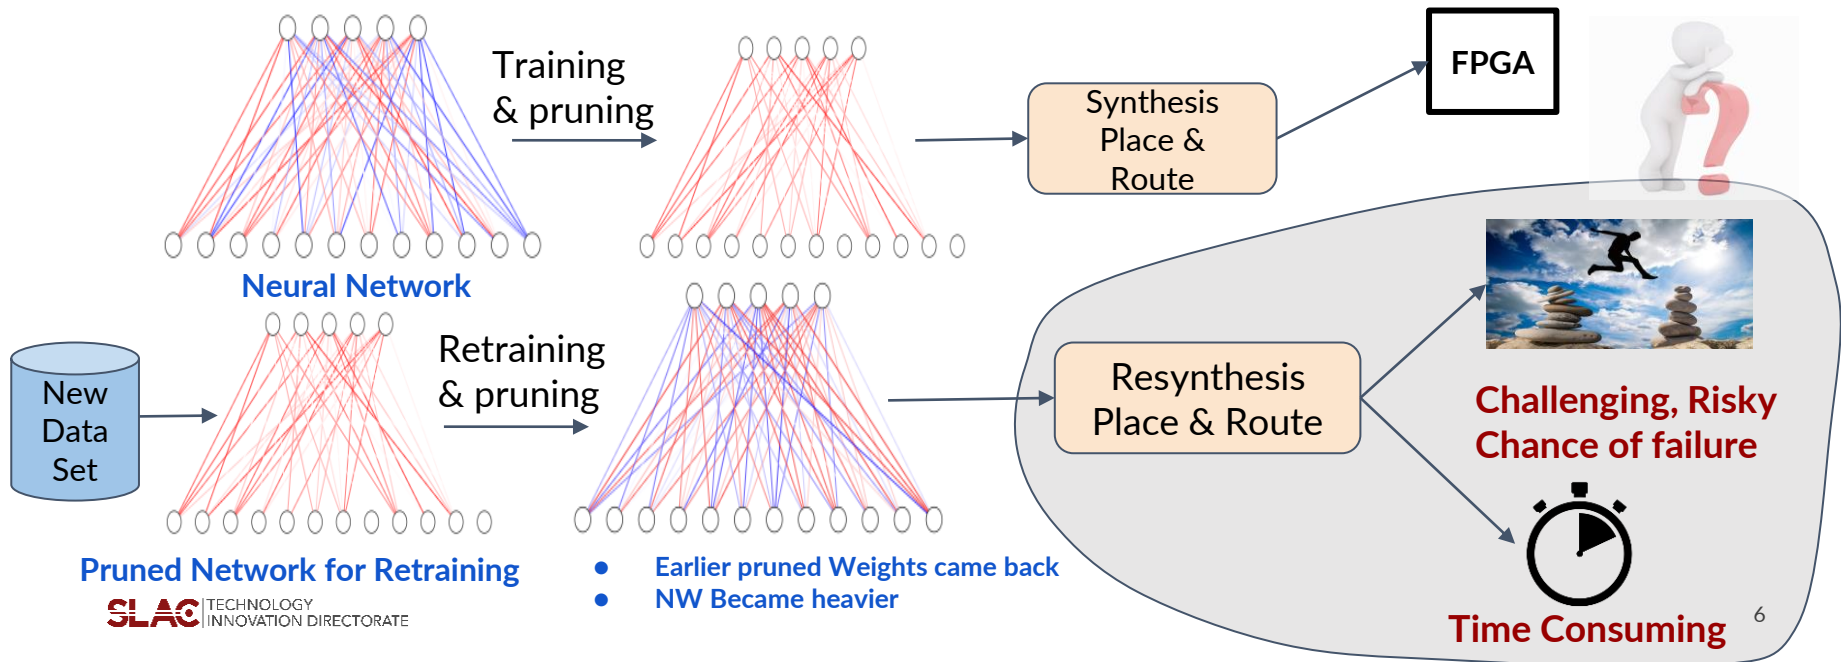 Training
& pruning
Synthesis
Place &
Route
FPGA
Neural Network
New
Data
Set
Retraining
& pruning
Resynthesis
Place & Route
Challenging, Risky
Chance of failure
Pruned Network for Retraining
● Earlier pruned Weights came back
● NW Became heavier
Time Consuming
SLAC TECHNOLOGY
INNOVATION DIRECTORATE
6